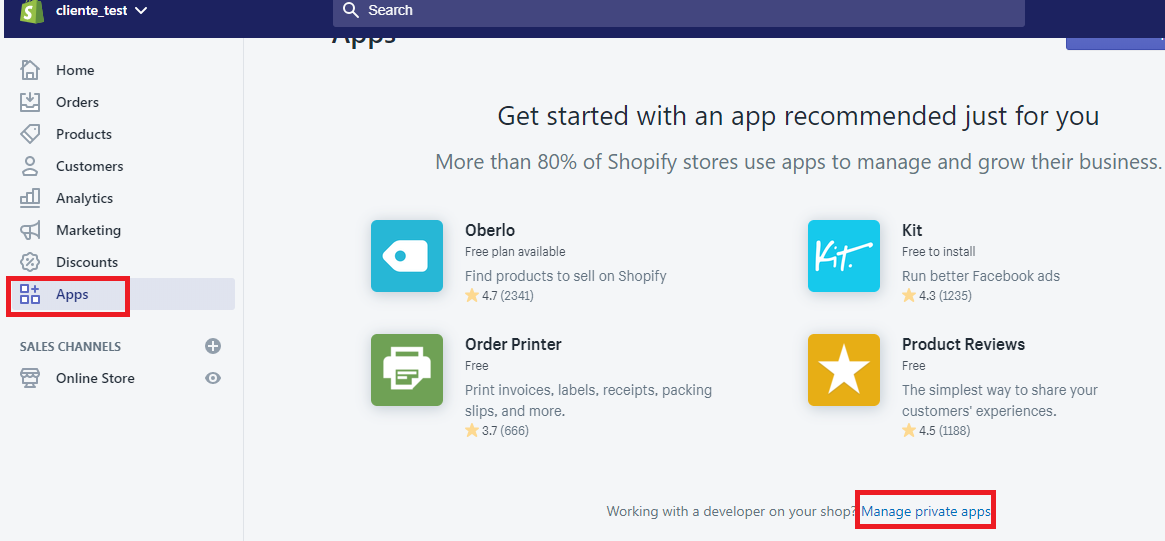 cliente_test
Search
Apps
Home
Orders
Products
Customers
Analytics
Marketing
Discounts
Apps
SALES CHANNELS
Online Store
Get started with an app recommended just for you
More than 80% of Shopify stores use apps to manage and grow their business.
Oberlo
Free plan available
Find products to sell on Shopify
4.7 (2341)
Kit
Kit.
Free to install
Run better Facebook ads
4.3 (1235)
Order Printer
Free
Print invoices, labels, receipts, packing
slips, and more.
3.7 (666)
Product Reviews
Free
The simplest way to share your
customers' experiences.
4.5 (1188)
Working with a developer on your shop? Manage private apps